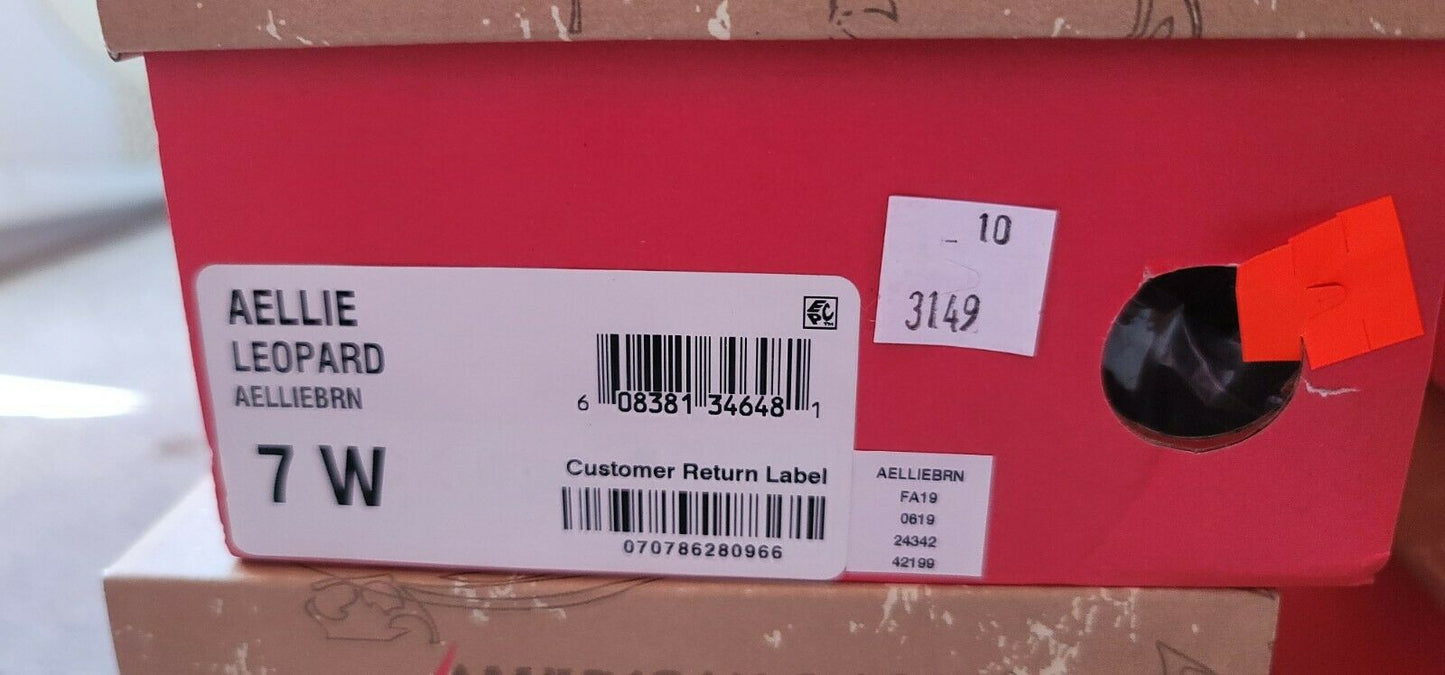 AELLIE
LEOPARD
AELLIEBRN
7 W
ECP™
6 08381 34648 1
Customer Return Label
070786280966
10
3149
AELLIEBRN
FA19
0619
24342
42199